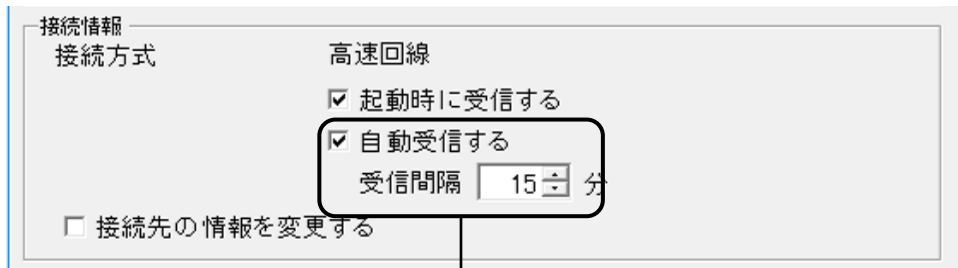 接続情報
接続方式 高速回線
起動時に受信する
自動受信する
受信間隔 15 分
接続先の情報を変更する